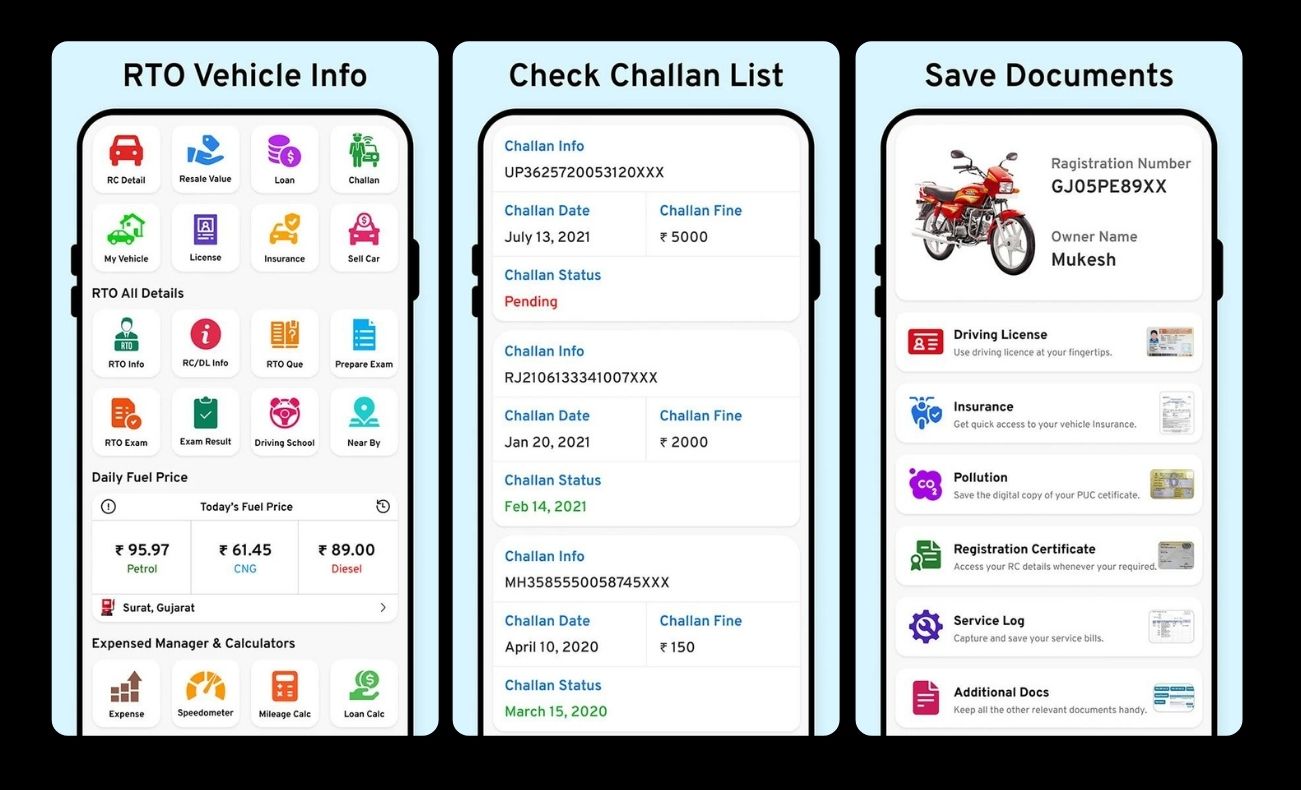 RTO Vehicle Info
RC Detail
Resale Value
Loan
Challan
My Vehicle
License
Insurance
Sell Car
RTO All Details
RTO
RTO Info
RC/DL Info
RTO Que
Prepare Exam
RTO Exam
Exam Result
Driving School
Near By
Daily Fuel Price
Today's Fuel Price
₹ 95.97
Petrol
₹ 61.45
CNG
₹ 89.00
Diesel
Surat, Gujarat
Expensed Manager & Calculators
Expense
Speedometer
Mileage Calc
Loan Calc
Check Challan List
Challan Info
UP3625720053120XXX
Challan Date
Challan Fine
July 13, 2021
₹ 5000
Challan Status
Pending
Challan Info
RJ2106133341007XXX
Challan Date
Challan Fine
Jan 20, 2021
₹ 2000
Challan Status
Feb 14, 2021
Challan Info
MH3585550058745XXX
Challan Date
Challan Fine
April 10, 2020
₹ 150
Challan Status
March 15, 2020
Save Documents
Ragistration Number
GJ05PE89XX
Owner Name
Mukesh
Driving License
Use driving licence at your fingertips.
Insurance
Get quick access to your vehicle Insurance.
CO2
Pollution
Save the digital copy of your PUC cetificate.
Registration Certificate
Access your RC details whenever your required.
Service Log
Capture and save your service bills.
Additional Docs
Keep all the other relevant documents handy.